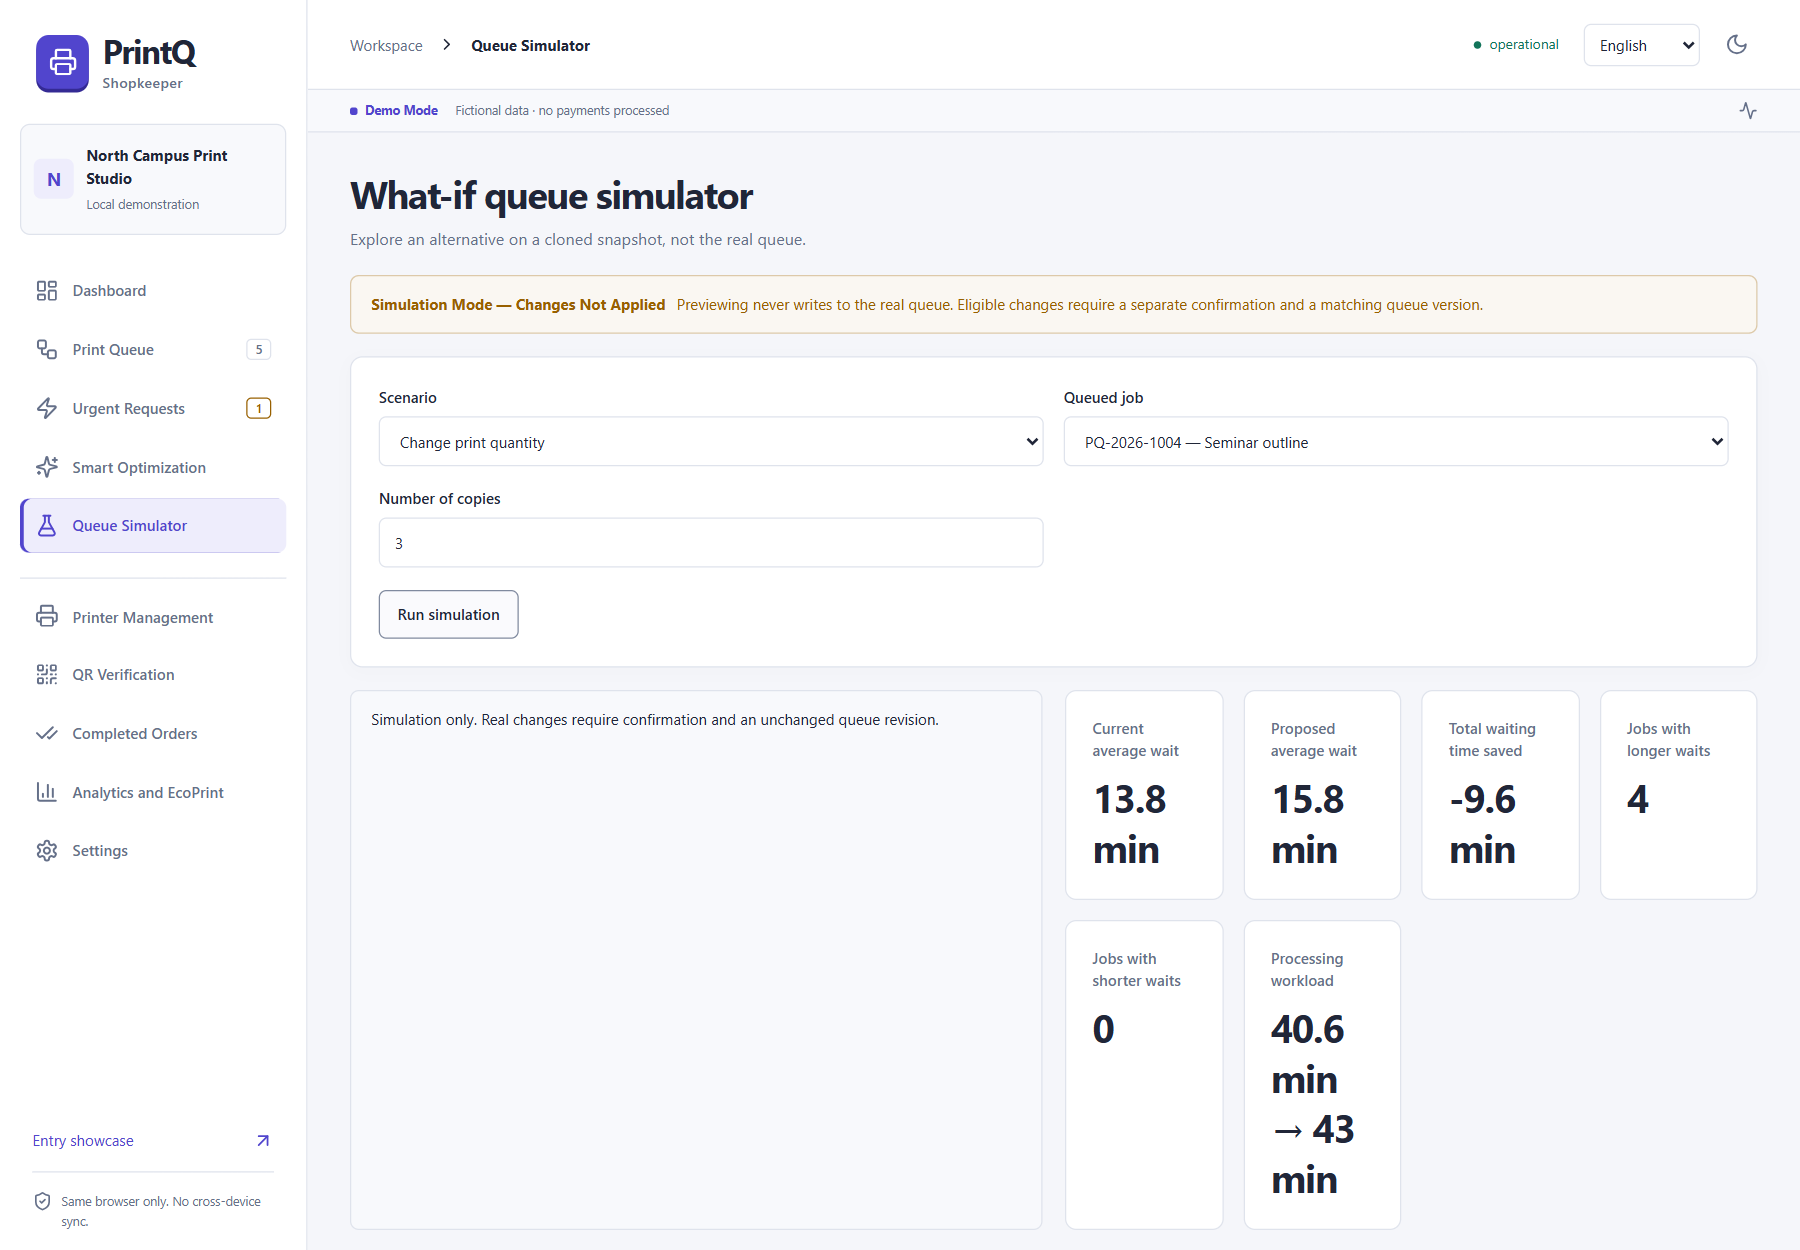 PrintQ
Shopkeeper
N
North Campus Print
Studio
Local demonstration
Dashboard
Print Queue
5
Urgent Requests
1
Smart Optimization
Queue Simulator
Printer Management
QR Verification
Completed Orders
Analytics and EcoPrint
Settings
Entry showcase
Same browser only. No cross-device
sync.
Workspace
Queue Simulator
operational
English
Demo Mode
Fictional data · no payments processed
What-if queue simulator
Explore an alternative on a cloned snapshot, not the real queue.
Simulation Mode — Changes Not Applied Previewing never writes to the real queue. Eligible changes require a separate confirmation and a matching queue version.
Scenario
Change print quantity
Queued job
PQ-2026-1004 — Seminar outline
Number of copies
3
Run simulation
Simulation only. Real changes require confirmation and an unchanged queue revision.
Current
average wait
13.8
min
Proposed
average wait
15.8
min
Total waiting
time saved
-9.6
min
Jobs with
longer waits
4
Jobs with
shorter waits
0
Processing
workload
40.6
min
→ 43
min